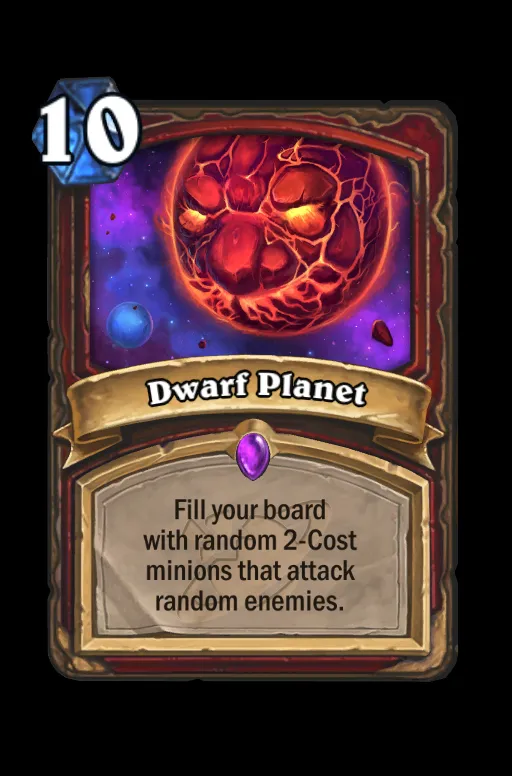 10
Dwarf Planet
Fill your board
with random 2-Cost
minions that attack
random enemies.